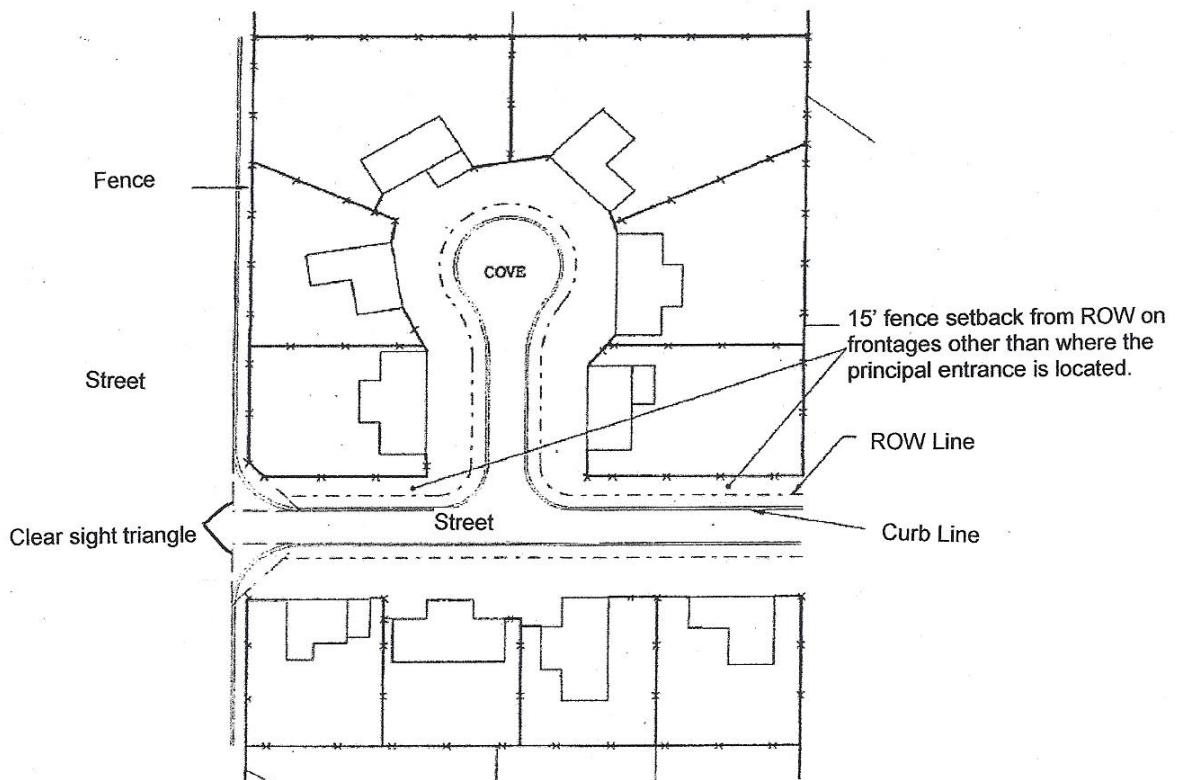 Fence
COVE
15' fence setback from ROW on
frontages other than where the
principal entrance is located.
Street
ROW Line
Street
Curb Line
Clear sight triangle